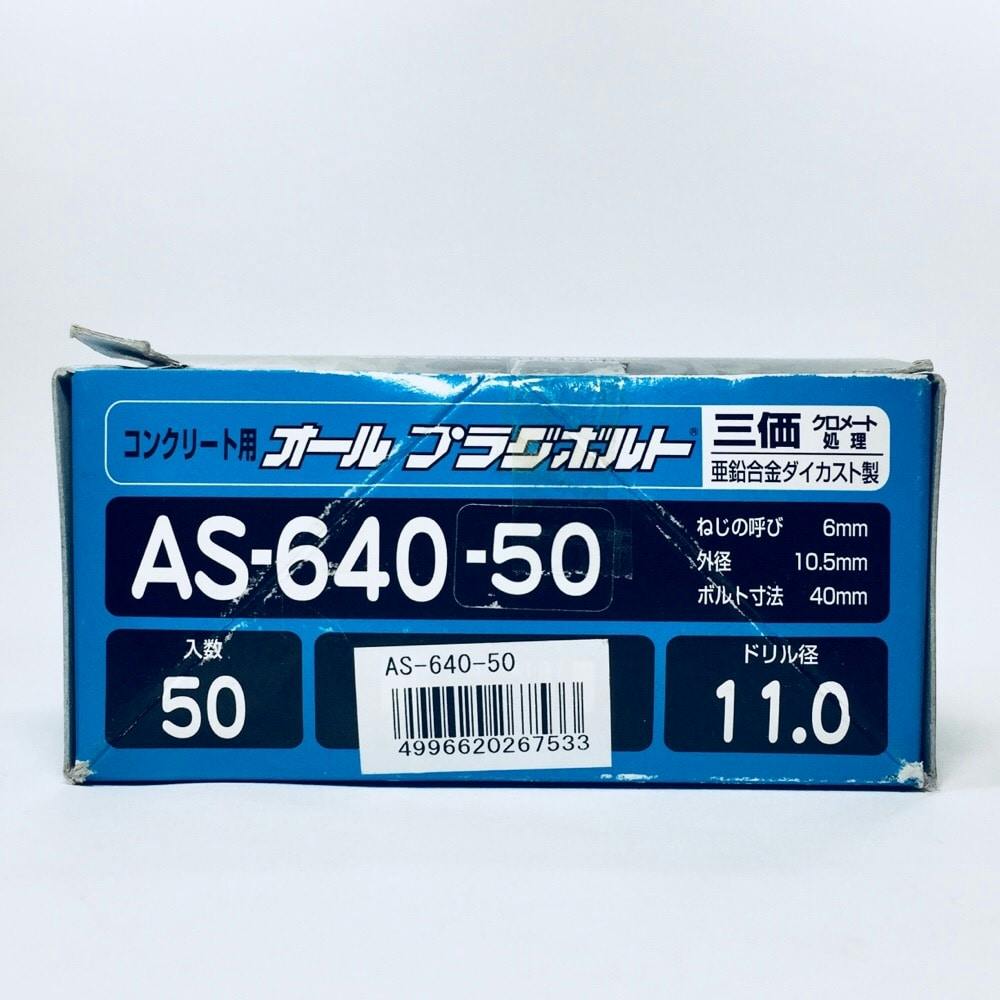 コンクリート用 オール プラグボルト®
三価 クロメート処理
亜鉛合金ダイカスト製
AS-640-50
ねじの呼び 6mm
外径 10.5mm
ボルト寸法 40mm
入数
50
AS-640-50
4996620267533
ドリル径
11.0